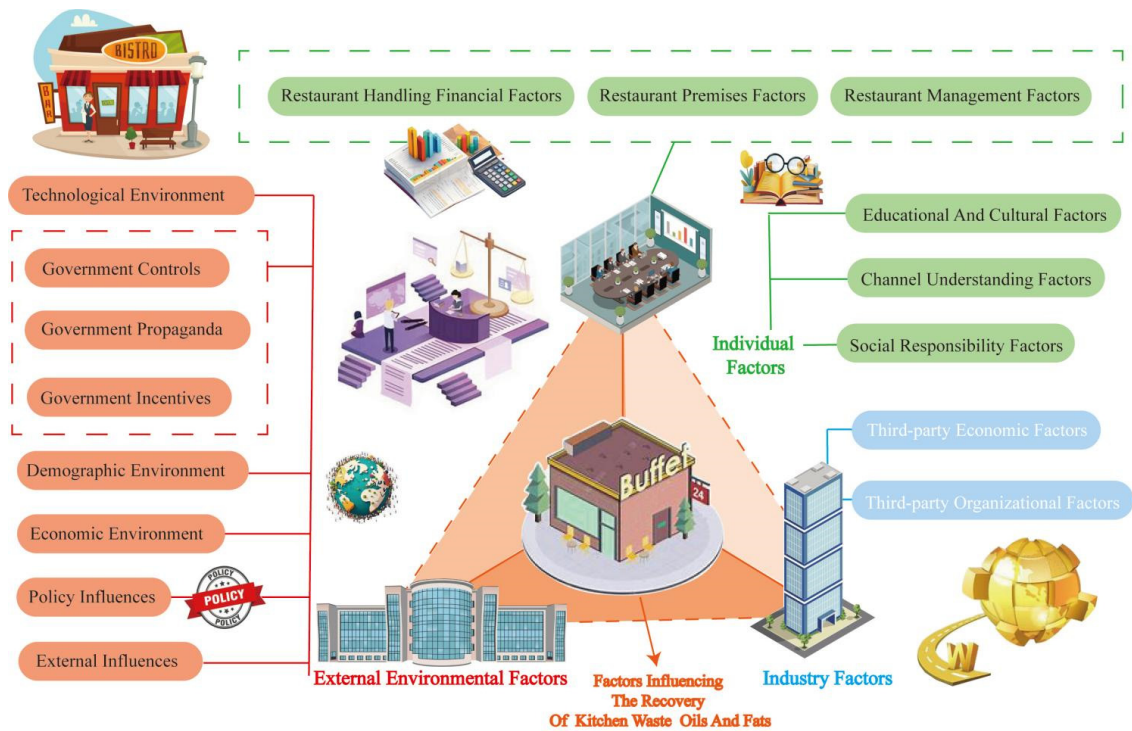 BISTRO
BAR
Restaurant Handling Financial Factors
Restaurant Premises Factors
Restaurant Management Factors
Technological Environment
Government Controls
Government Propaganda
Government Incentives
Demographic Environment
Economic Environment
Policy Influences
External Influences
POLICY
POLICY
POLICY
Educational And Cultural Factors
Channel Understanding Factors
Social Responsibility Factors
Individual
Factors
Third-party Economic Factors
Third-party Organizational Factors
Buffet
24
W
External Environmental Factors
Factors Influencing
The Recovery
Of Kitchen Waste Oils And Fats
Industry Factors